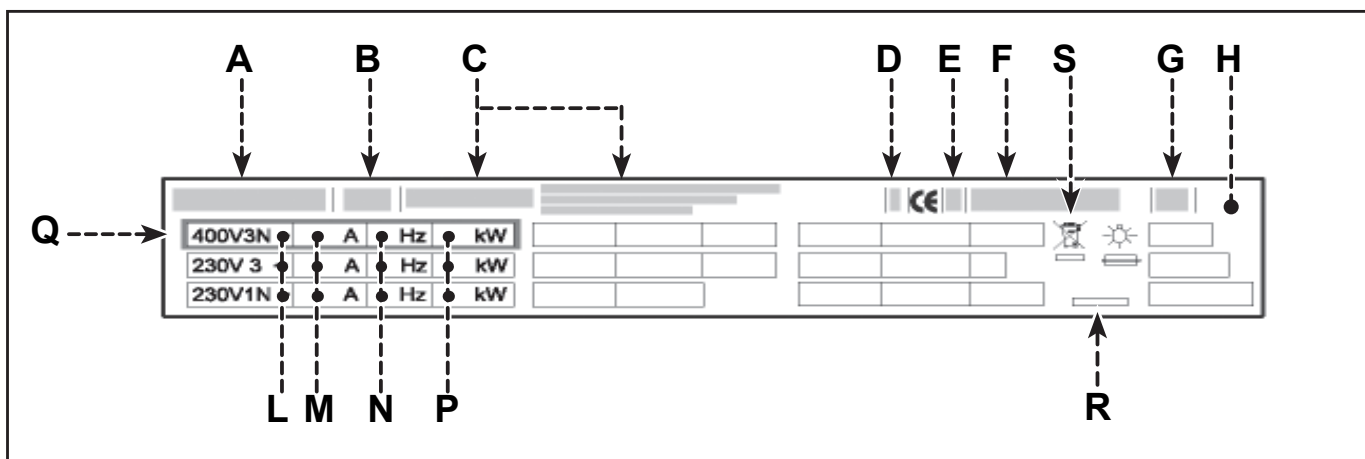 A B C D E F S G H
CE
Q 400V3N A Hz kW
230V 3 A Hz kW
230V1N A Hz kW
L M N P R